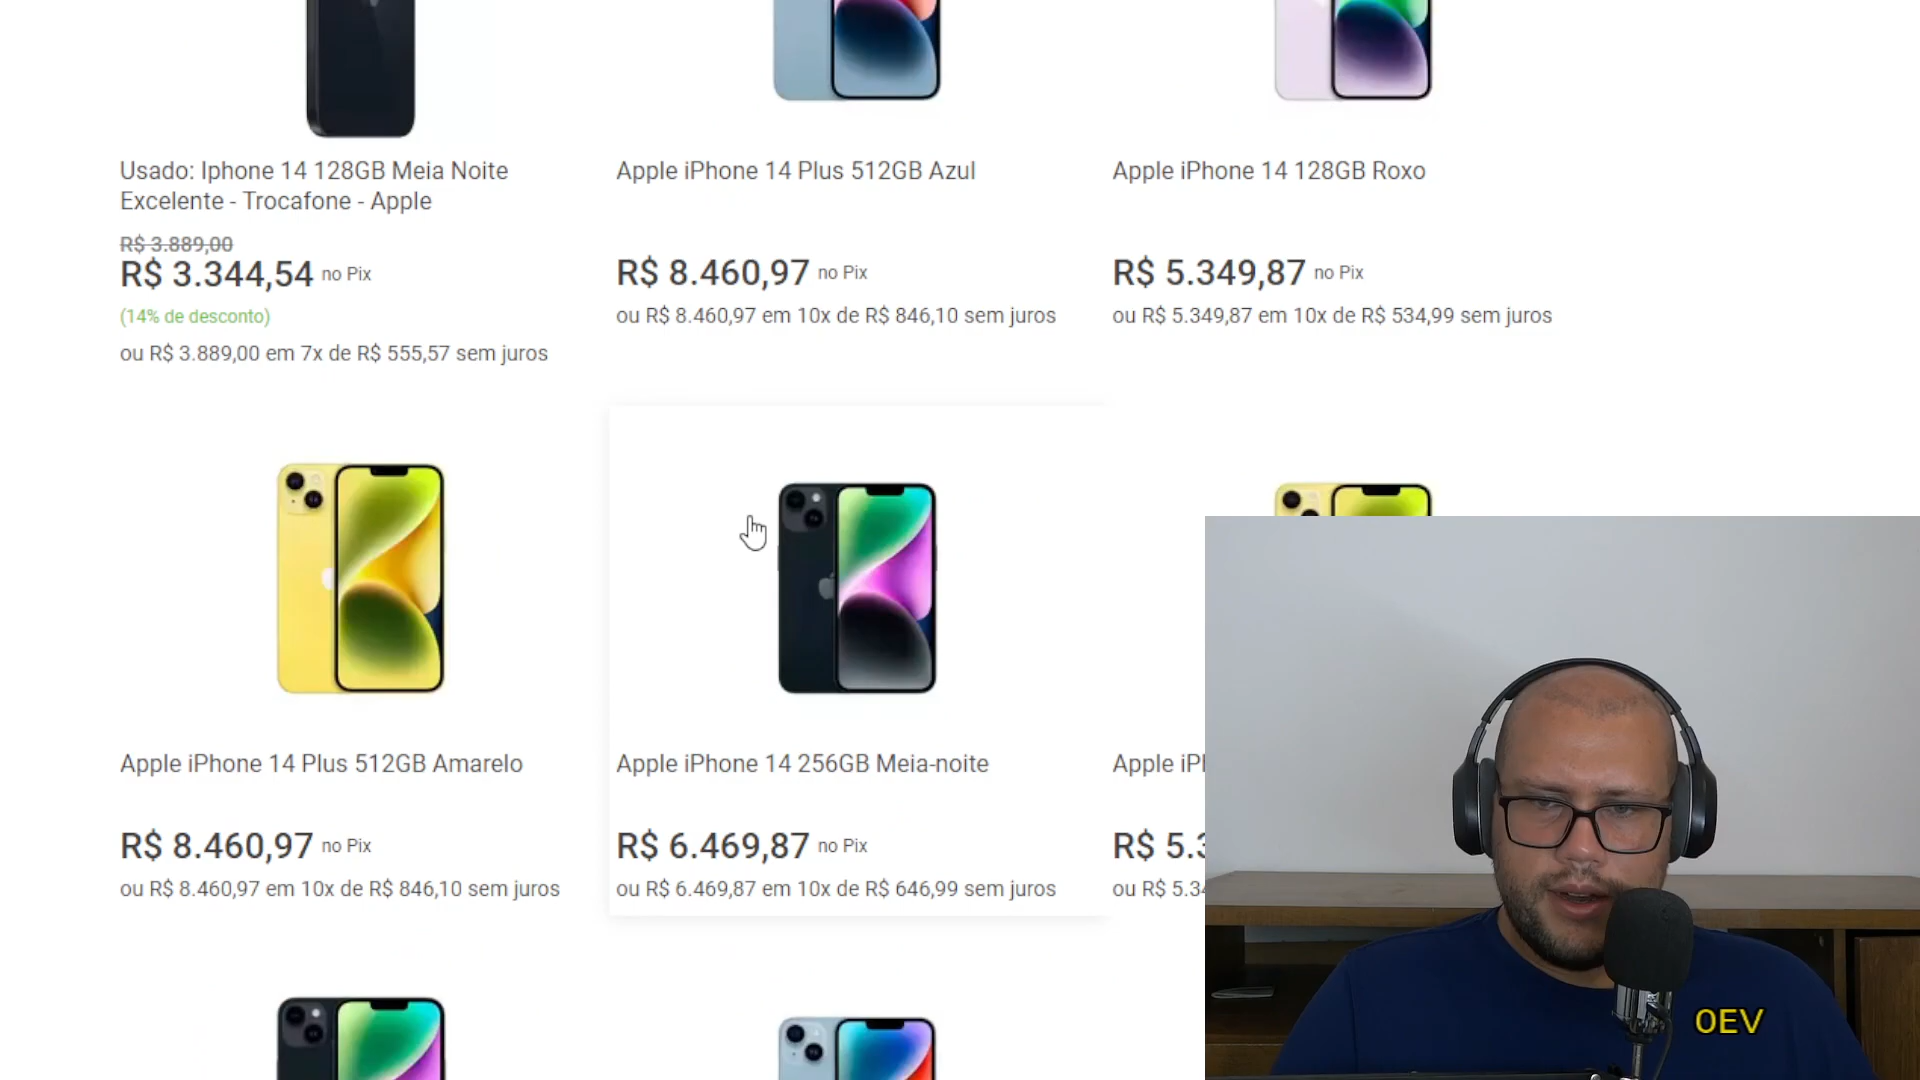 Usado: Iphone 14 128GB Meia Noite
Excelente - Trocafone - Apple
R$ 3.889,00
R$ 3.344,54 no Pix
(14% de desconto)
ou R$ 3.889,00 em 7x de R$ 555,57 sem juros
Apple iPhone 14 Plus 512GB Azul
R$ 8.460,97 no Pix
ou R$ 8.460,97 em 10x de R$ 846,10 sem juros
Apple iPhone 14 128GB Roxo
R$ 5.349,87 no Pix
ou R$ 5.349,87 em 10x de R$ 534,99 sem juros
Apple iPhone 14 Plus 512GB Amarelo
R$ 8.460,97 no Pix
ou R$ 8.460,97 em 10x de R$ 846,10 sem juros
Apple iPhone 14 256GB Meia-noite
R$ 6.469,87 no Pix
ou R$ 6.469,87 em 10x de R$ 646,99 sem juros
Apple
R$
ou R$
OEV